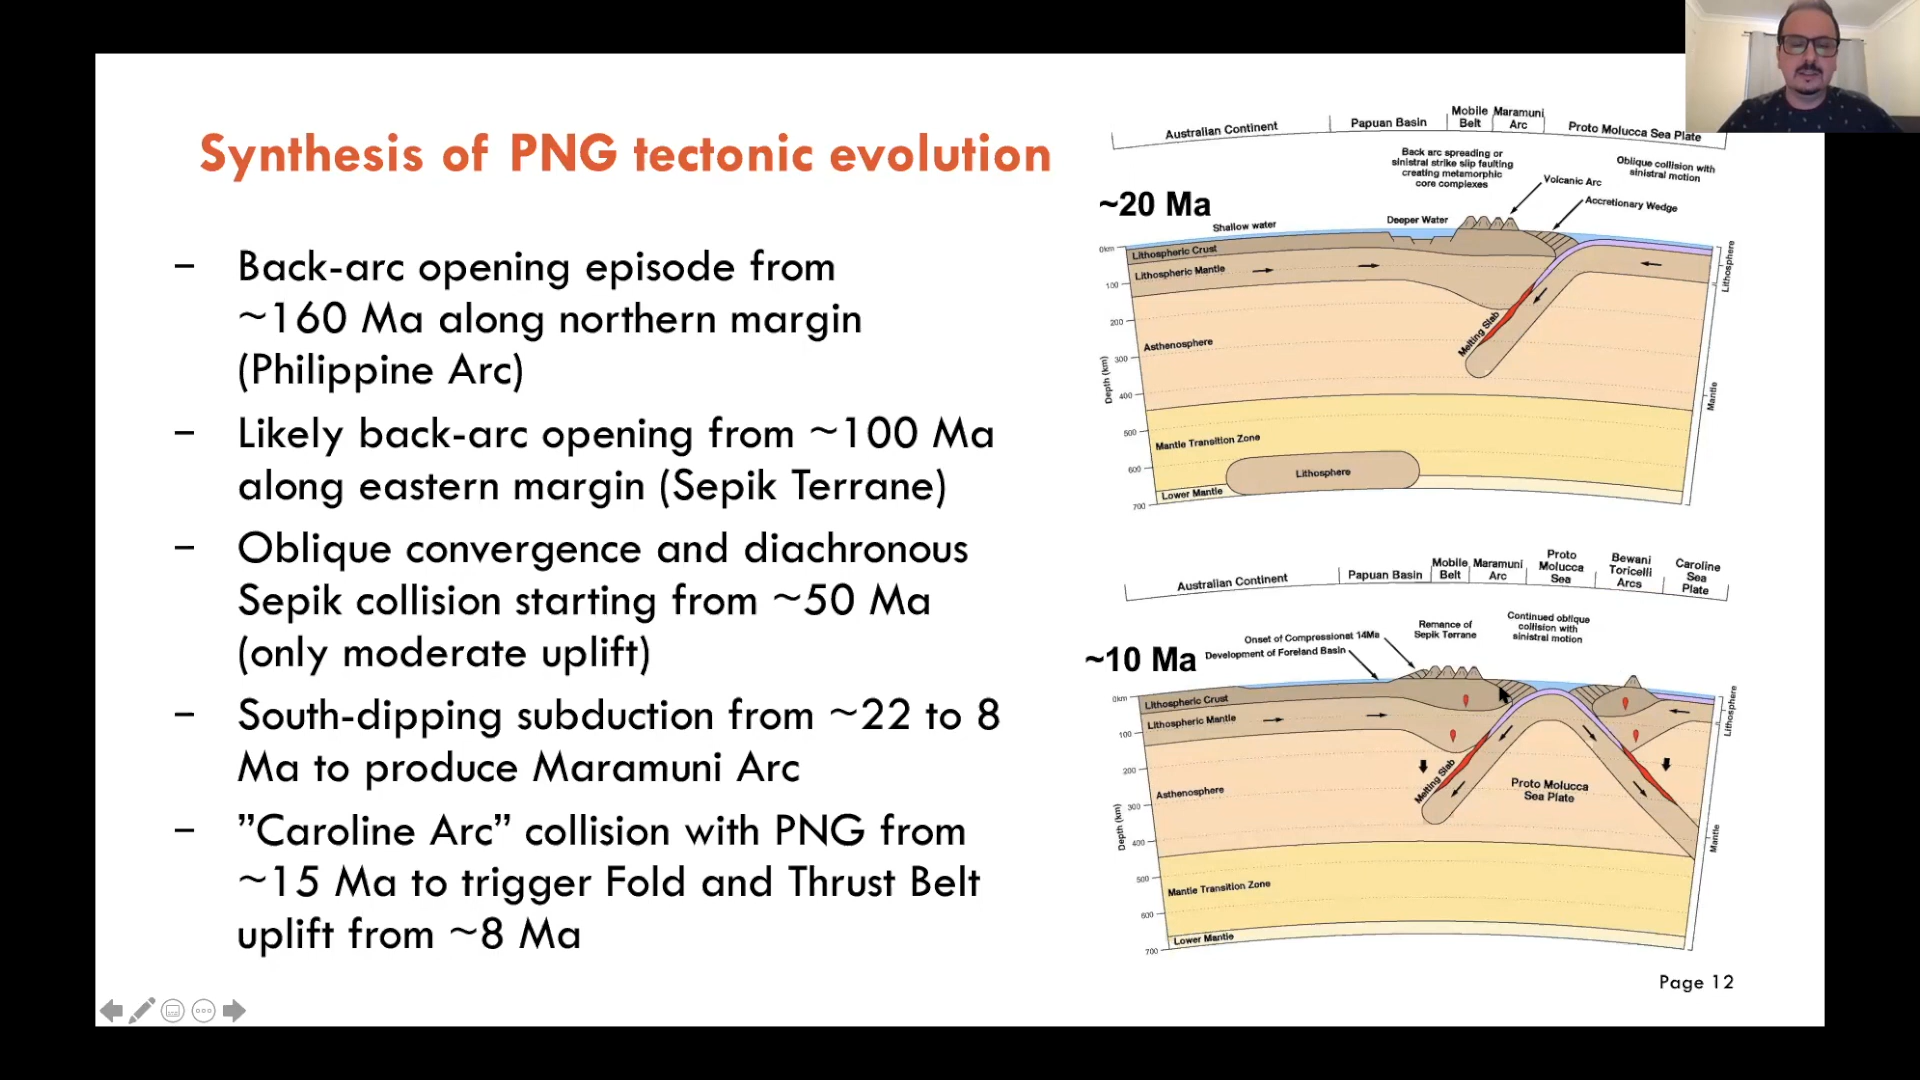 Synthesis of PNG tectonic evolution
– Back-arc opening episode from
~160 Ma along northern margin
(Philippine Arc)
– Likely back-arc opening from ~100 Ma
along eastern margin (Sepik Terrane)
– Oblique convergence and diachronous
Sepik collision starting from ~50 Ma
(only moderate uplift)
– South-dipping subduction from ~22 to 8
Ma to produce Maramuni Arc
– ”Caroline Arc” collision with PNG from
~15 Ma to trigger Fold and Thrust Belt
uplift from ~8 Ma
Australian Continent
Papuan Basin
Mobile
Belt
Maramuni
Arc
Proto Molucca Sea Plate
Back arc spreading or
sinistral strike slip faulting
creating metamorphic
core complexes
Oblique collision with
sinistral motion
Volcanic Arc
Accretionary Wedge
~20 Ma
Shallow water
Deeper Water
Lithospheric Crust
Lithospheric Mantle
Melting Slab
Asthenosphere
Mantle Transition Zone
Lithosphere
Lower Mantle
0km
100
200
300
400
500
600
700
Depth (km)
Lithosphere
Mantle
Australian Continent
Papuan Basin
Mobile
Belt
Maramuni
Arc
Proto
Molucca
Sea
Bewani
Toricelli
Arcs
Caroline
Sea
Plate
Onset of Compressional 14Ma
Development of Foreland Basin
Remance of
Sepik Terrane
Continued oblique
collision with
sinistral motion
~10 Ma
Lithospheric Crust
Lithospheric Mantle
Melting Slab
Proto Molucca
Sea Plate
Asthenosphere
Mantle Transition Zone
Lower Mantle
0km
100
200
300
400
500
600
700
Depth (km)
Lithosphere
Mantle
Page 12